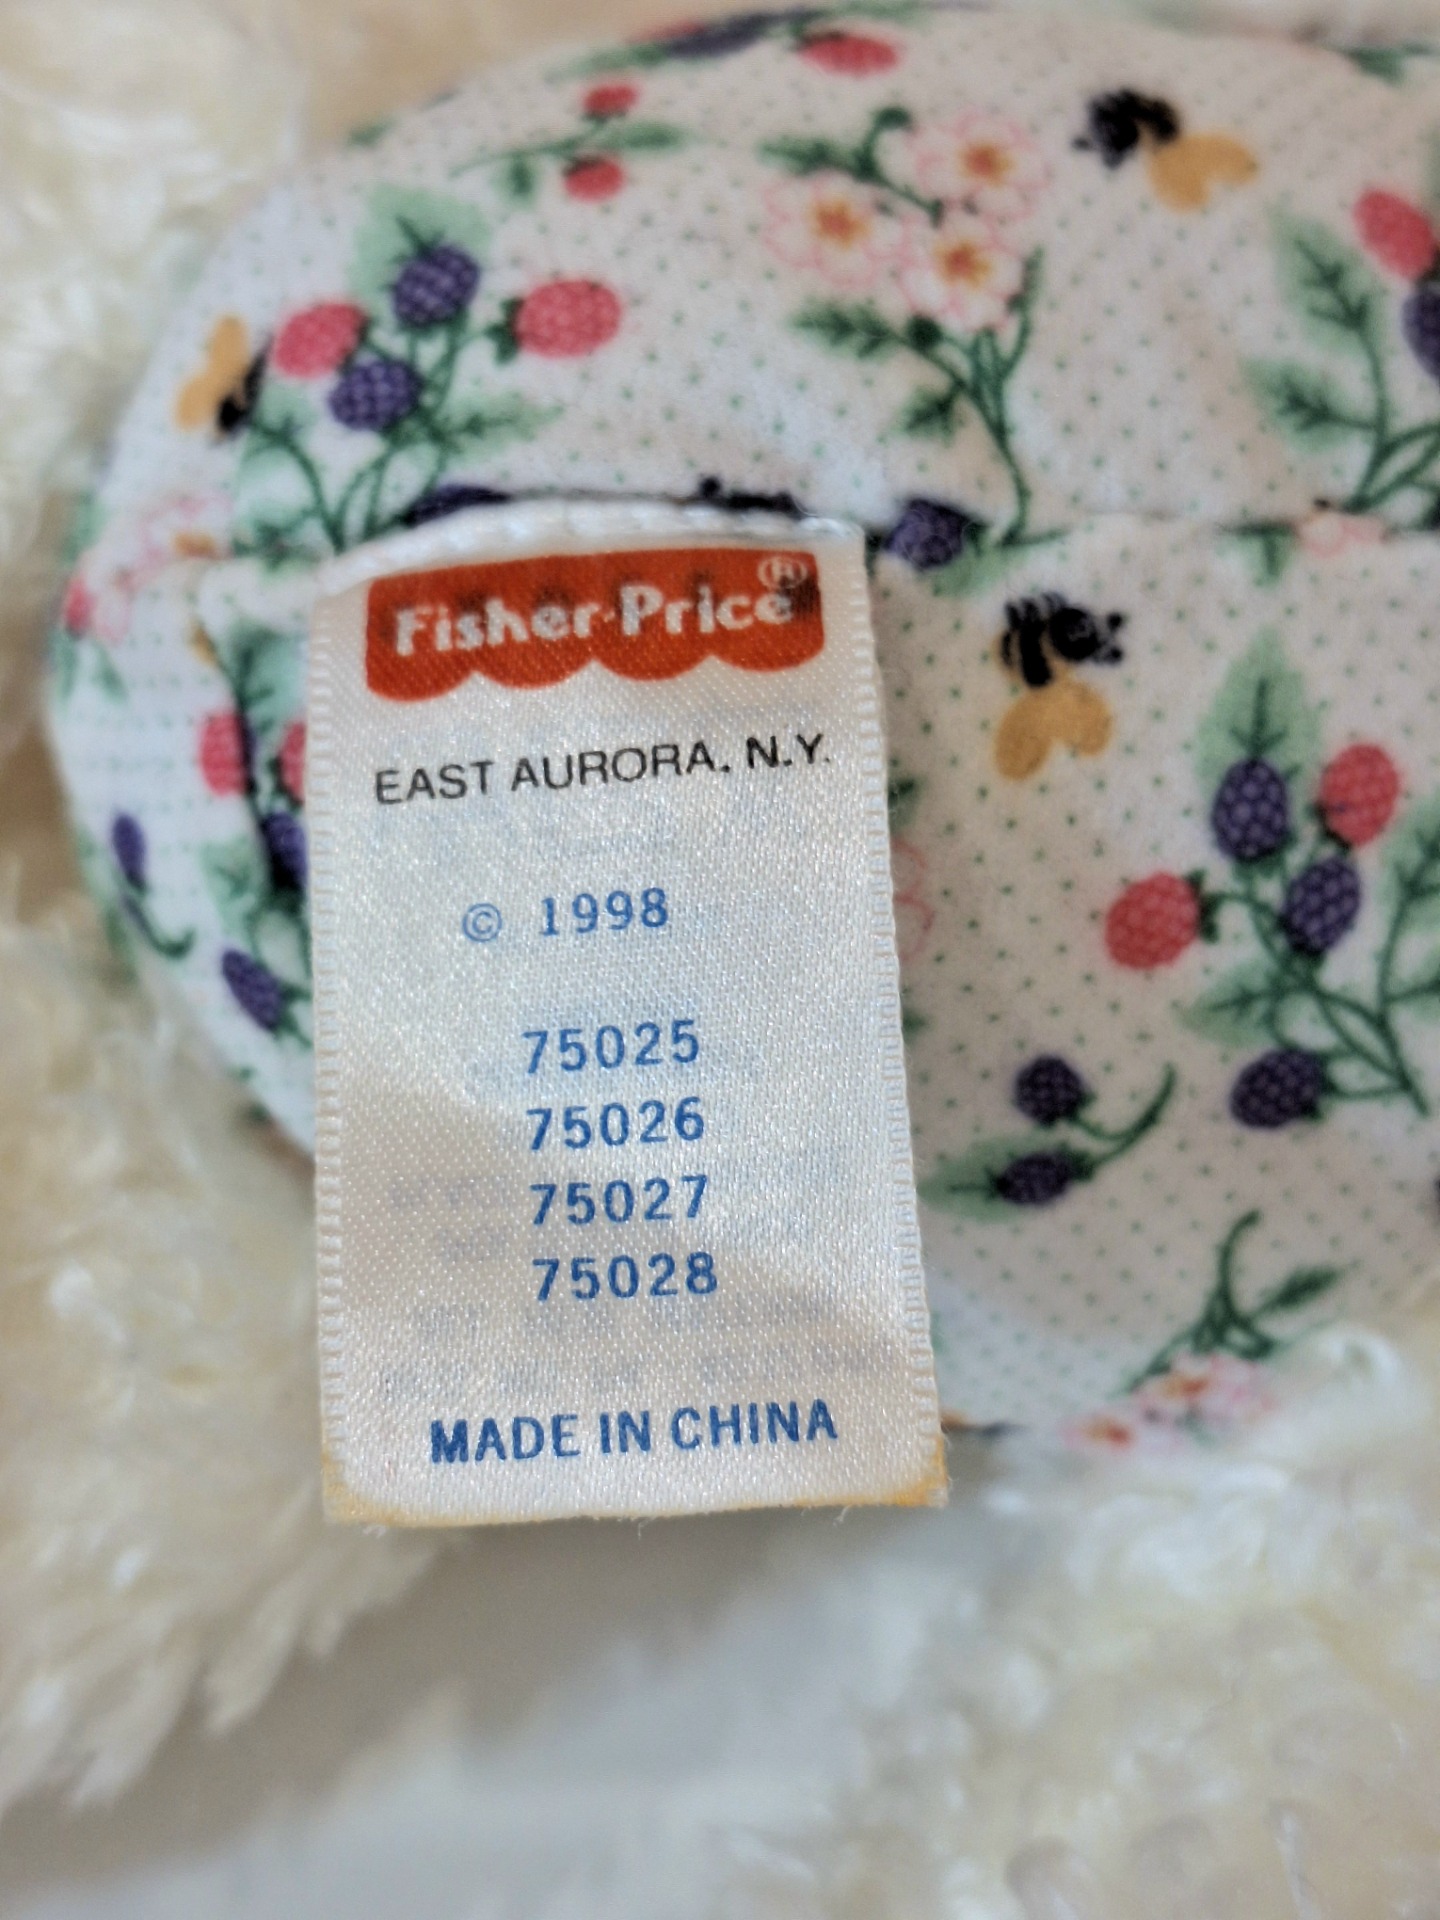 Fisher-Price®
EAST AURORA, N.Y.
© 1998
75025
75026
75027
75028
MADE IN CHINA